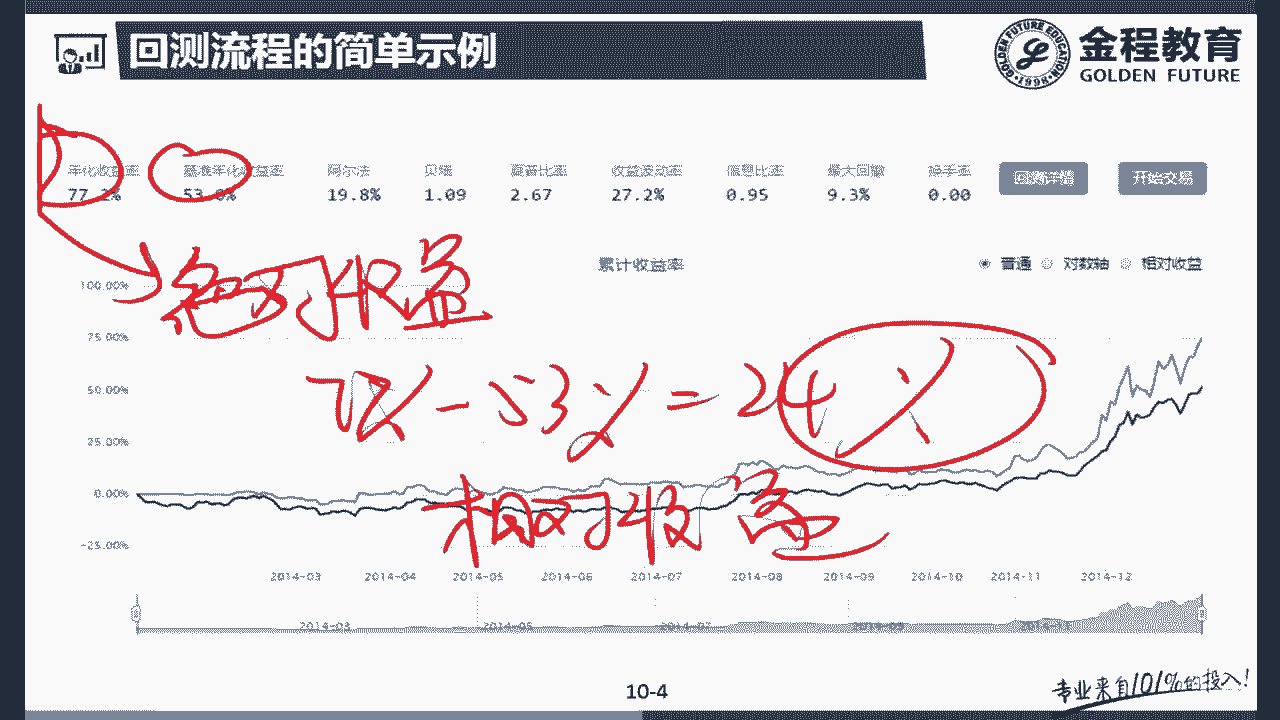 回测流程的简单示例
金程教育
GOLDEN FUTURE
年化收益率 基准年化收益率 阿尔法 贝塔 夏普比率 收益波动率 信息比率 最大回撤 换手率
77.2% 19.8% 1.09 2.67 27.2% 0.95 9.3% 0.00
回测详情 开始交易
累计收益率
普通 对数轴 相对收益
绝对收益
77%-53%=24%
相对收益
100.00%
75.00%
50.00%
25.00%
0.00%
-25.00%
2014-03 2014-04 2014-05 2014-06 2014-07 2014-08 2014-09 2014-10 2014-11 2014-12
2014-03 2014-05 2014-07 2014-09
10-4
专业来自101%的投入!